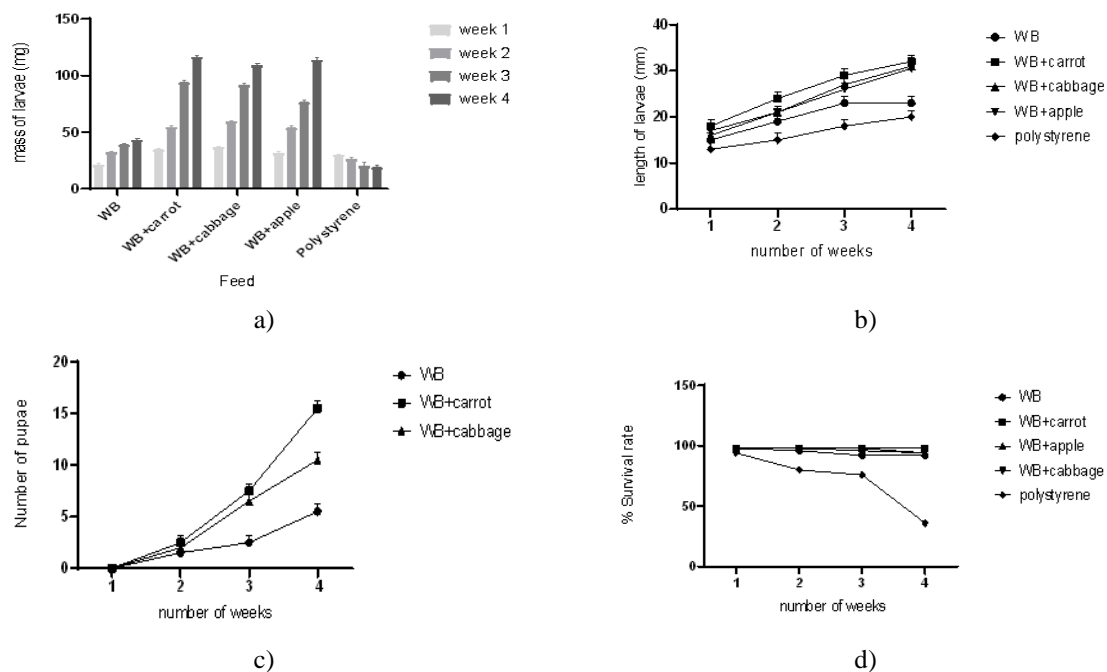 mass of larvae (mg)
150
100
50
0
week 1
week 2
week 3
week 4
WB
WB+carrot
WB+cabbage
WB+apple
Polystyrene
Feed
a)
length of larvae (mm)
40
30
20
10
0
1 2 3 4
number of weeks
WB
WB+carrot
WB+cabbage
WB+apple
polystyrene
b)
Number of pupae
20
15
10
5
0
1 2 3 4
number of weeks
WB
WB+carrot
WB+cabbage
c)
% Survival rate
150
100
50
0
1 2 3 4
number of weeks
WB
WB+carrot
WB+apple
WB+cabbage
polystyrene
d)